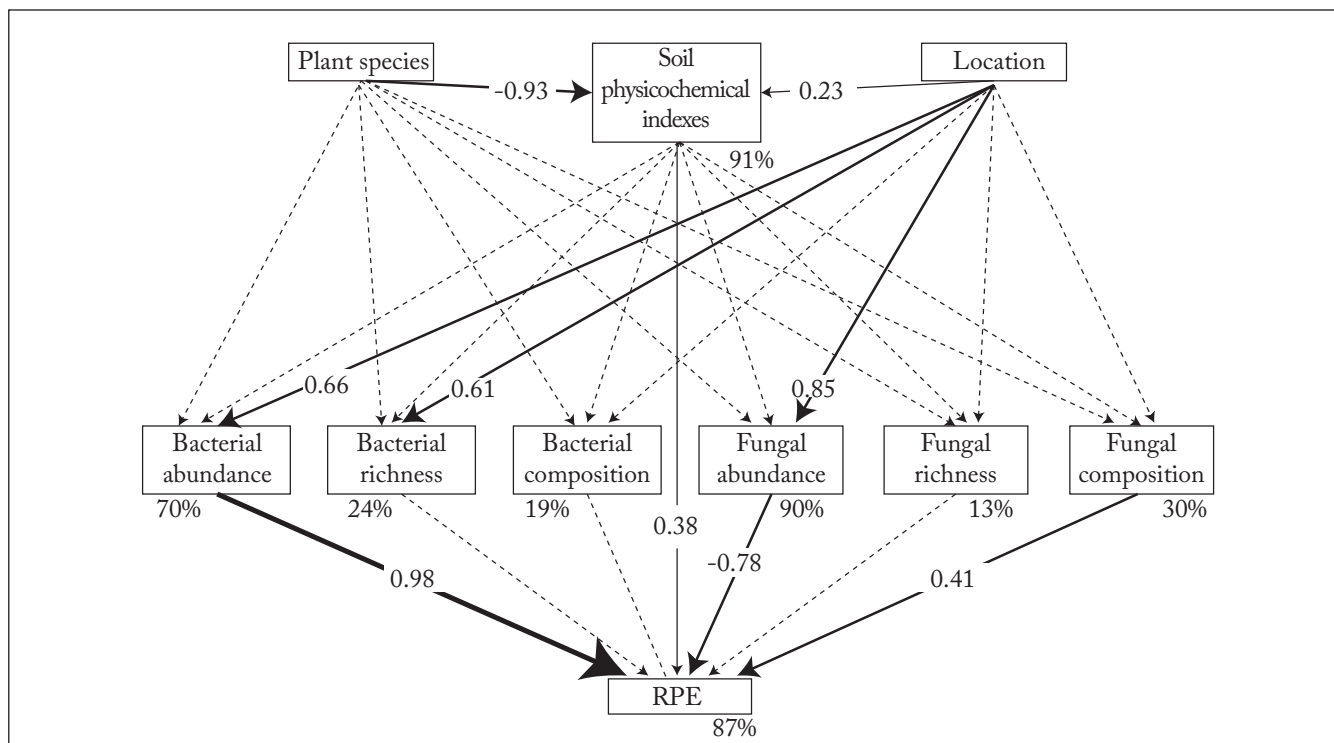 Plant species
Soil
physicochemical
indexes
Location
-0.93
0.23
91%
0.66
0.61
0.85
Bacterial
abundance
Bacterial
richness
Bacterial
composition
Fungal
abundance
Fungal
richness
Fungal
composition
70%
24%
19%
90%
13%
30%
0.38
-0.78
0.98
0.41
RPE
87%